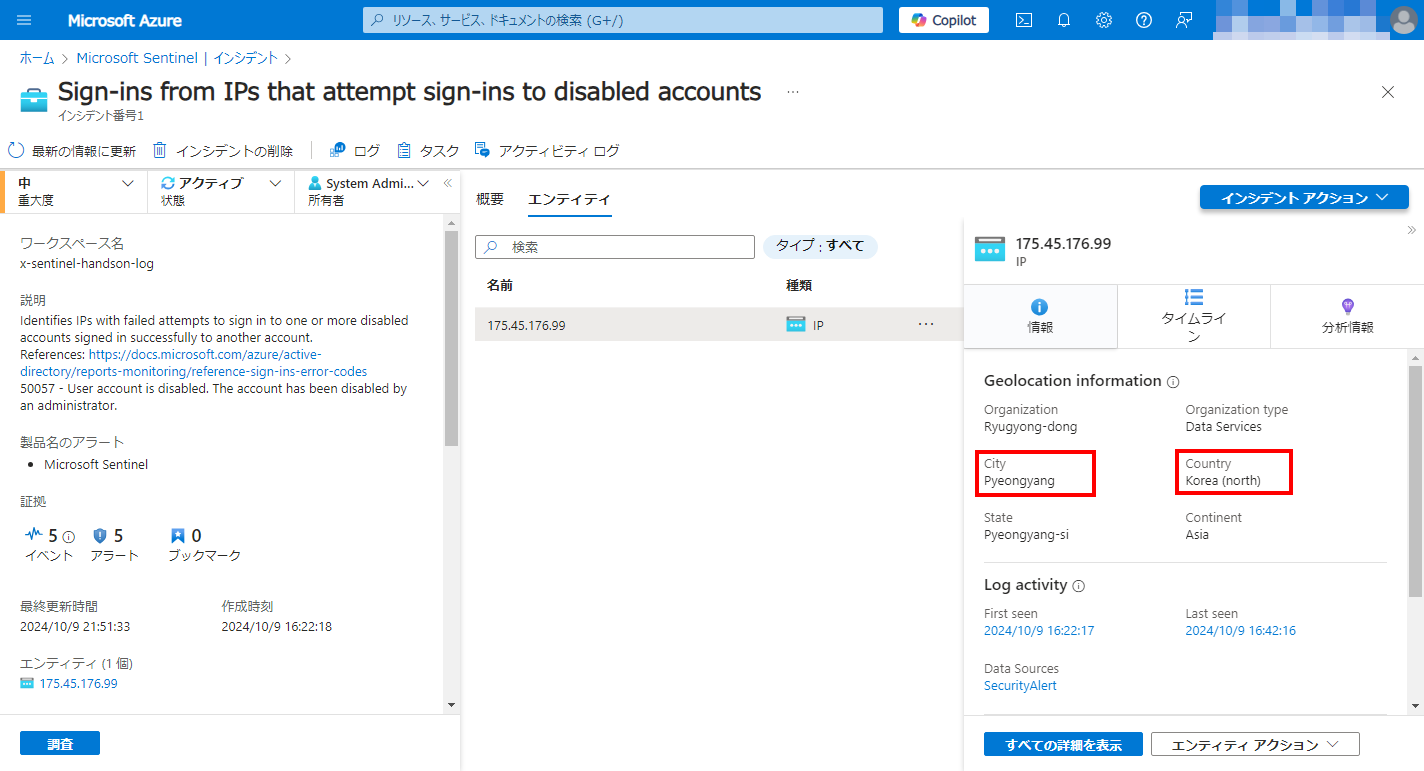 Microsoft Azure
リソース、サービス、ドキュメントの検索 (G+/)
Copilot
ホーム > Microsoft Sentinel | インシデント >
Sign-ins from IPs that attempt sign-ins to disabled accounts ...
インシデント番号1
最新の情報に更新 インシデントの削除 ログ タスク アクティビティ ログ
中
重大度
アクティブ
状態
System Admi...
所有者
«
ワークスペース名
x-sentinel-handson-log
説明
Identifies IPs with failed attempts to sign in to one or more disabled
accounts signed in successfully to another account.
References: https://docs.microsoft.com/azure/active-
directory/reports-monitoring/reference-sign-ins-error-codes
50057 - User account is disabled. The account has been disabled by
an administrator.
製品名のアラート
• Microsoft Sentinel
証拠
5 5 0
イベント アラート ブックマーク
最終更新時間 作成時刻
2024/10/9 21:51:33 2024/10/9 16:22:18
エンティティ (1 個)
175.45.176.99
調査
概要 エンティティ
インシデント アクション
検索
タイプ : すべて
名前 種類
175.45.176.99 IP ...
»
175.45.176.99
IP
情報
タイムライ
ン
分析情報
Geolocation information
Organization Organization type
Ryugyong-dong Data Services
City Country
Pyeongyang Korea (north)
State Continent
Pyeongyang-si Asia
Log activity
First seen Last seen
2024/10/9 16:22:17 2024/10/9 16:42:16
Data Sources
SecurityAlert
すべての詳細を表示 エンティティ アクション